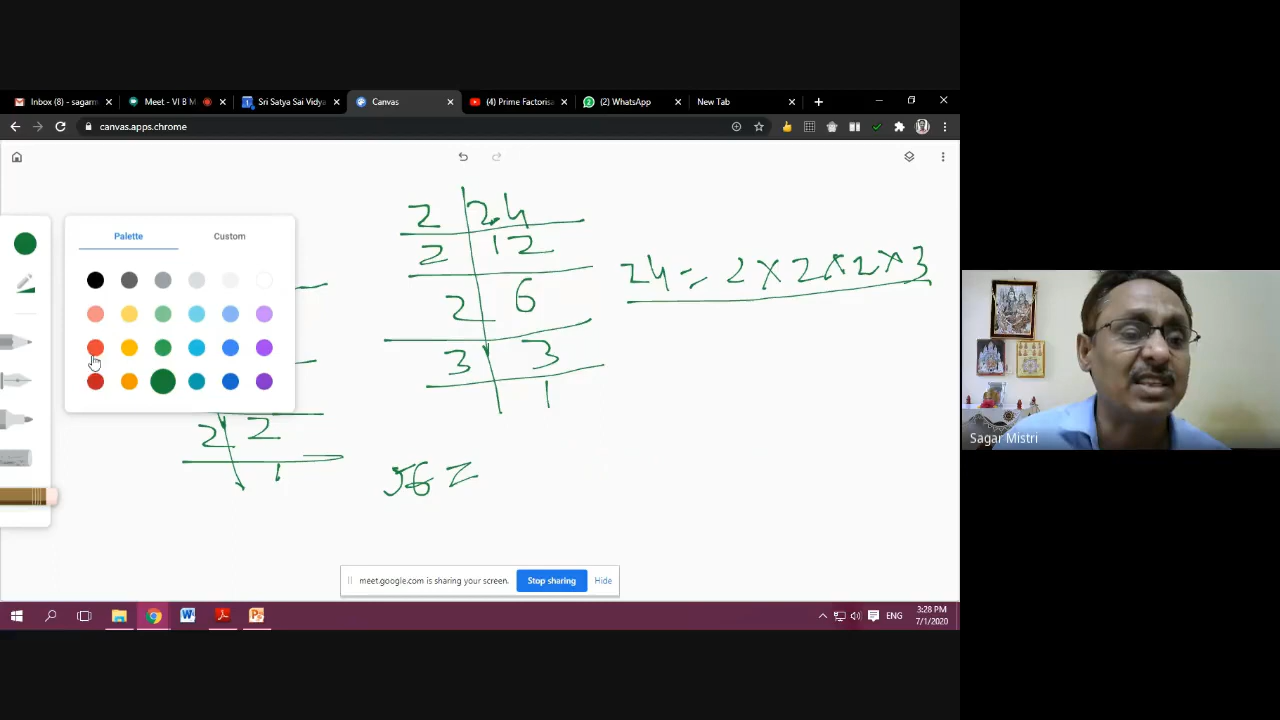 Inbox (8) - sagarm
Meet - VI B M
Sri Satya Sai Vidya
Canvas
(4) Prime Factorisa
(2) WhatsApp
New Tab
canvas.apps.chrome
Palette Custom
2 24
2 12
2 6
3 3
1
24 = 2 × 2 × 2 × 3
2 2
1
56 =
Sagar Mistri
meet.google.com is sharing your screen. Stop sharing Hide
ENG
3:28 PM
7/1/2020